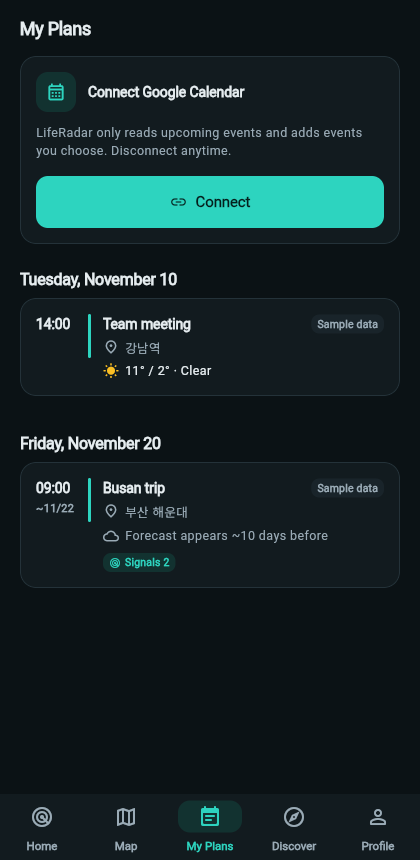 My Plans
Connect Google Calendar
LifeRadar only reads upcoming events and adds events
you choose. Disconnect anytime.
Connect
Tuesday, November 10
14:00 Team meeting Sample data
강남역
11° / 2° · Clear
Friday, November 20
09:00 Busan trip Sample data
~11/22 부산 해운대
Forecast appears ~10 days before
Signals 2
Home Map My Plans Discover Profile